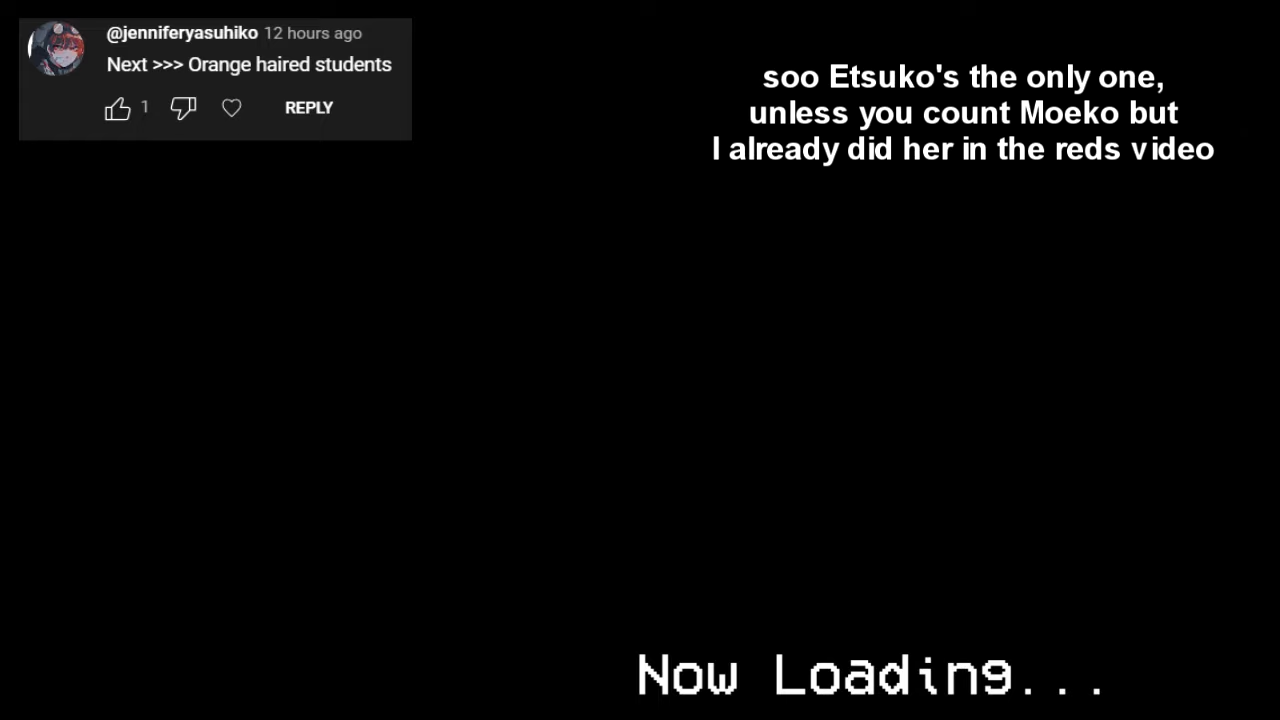 @jenniferyasuhiko 12 hours ago
Next >>> Orange haired students
1 REPLY
soo Etsuko's the only one,
unless you count Moeko but
I already did her in the reds video
Now Loading...